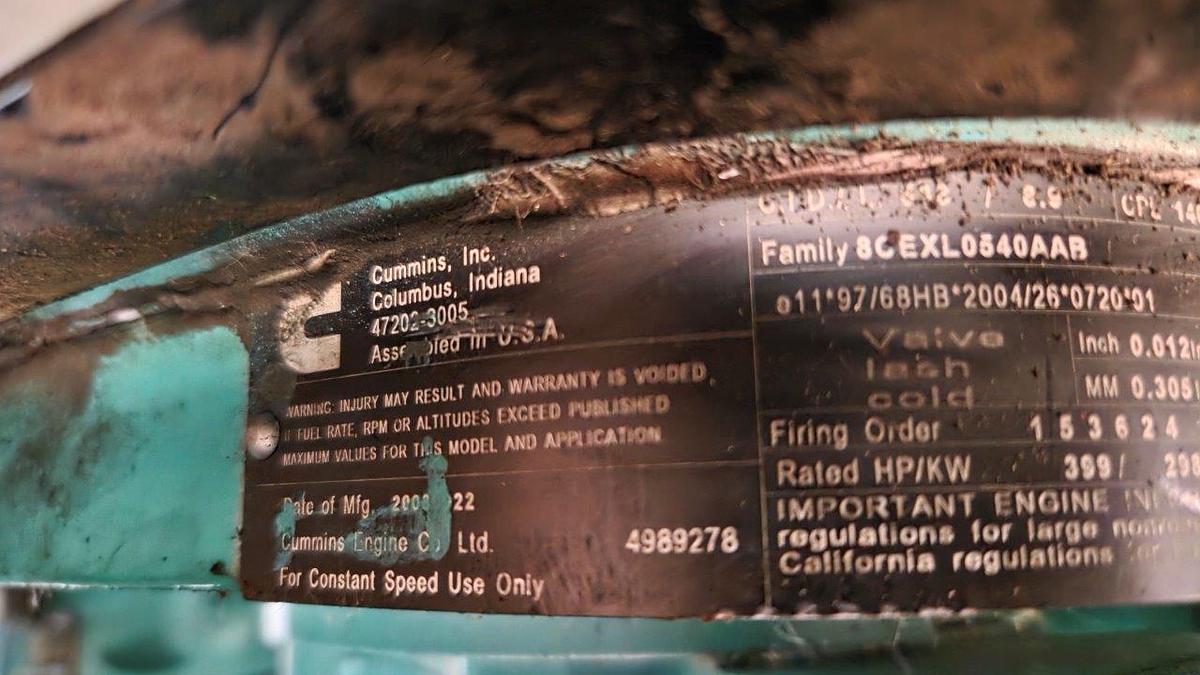 Cummins, Inc.
Columbus, Indiana
47202-3005
Assembled in U.S.A.
WARNING: INJURY MAY RESULT AND WARRANTY IS VOIDED
IF FUEL RATE, RPM OR ALTITUDES EXCEED PUBLISHED
MAXIMUM VALUES FOR THIS MODEL AND APPLICATION
Date of Mfg.
Cummins Engine Co Ltd.
4989278
For Constant Speed Use Only
C.I.D./L. / 8.9
CPL
Family 8CEXL0540AAB
e11*97/68HB*2004/26*0720*01
Valve
lash
cold
Inch 0.012
MM 0.305
Firing Order 1 5 3 6 2 4
Rated HP/KW 399 /
IMPORTANT ENGINE
regulations for large
California regulations